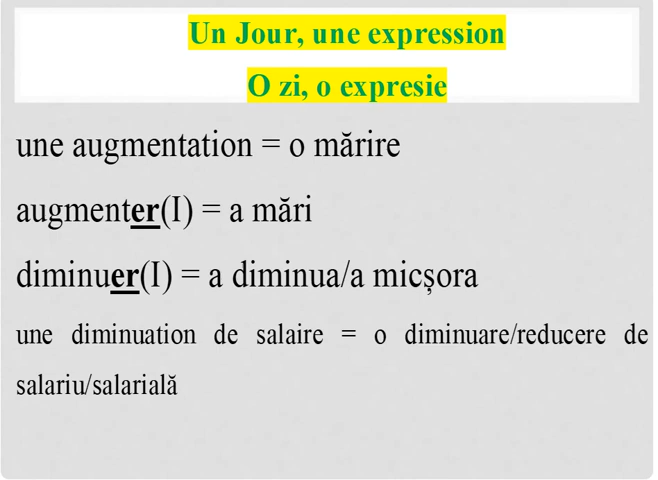 Un Jour, une expression
O zi, o expresie
une augmentation = o mărire
augmenter(I) = a mări
diminuer(I) = a diminua/a micșora
une diminuation de salaire = o diminuare/reducere de
salariu/salarială